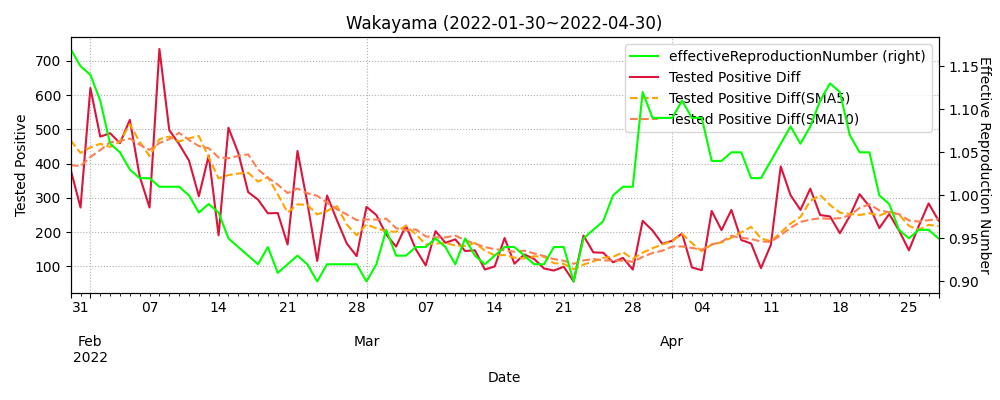 Wakayama (2022-01-30~2022-04-30)
effectiveReproductionNumber (right)
Tested Positive Diff
Tested Positive Diff(SMA5)
Tested Positive Diff(SMA10)
Tested Positive
700
600
500
400
300
200
100
Effective Reproduction Number
1.15
1.10
1.05
1.00
0.95
0.90
31 07 14 21 28 07 14 21 28 04 11 18 25
Feb Mar Apr
2022
Date